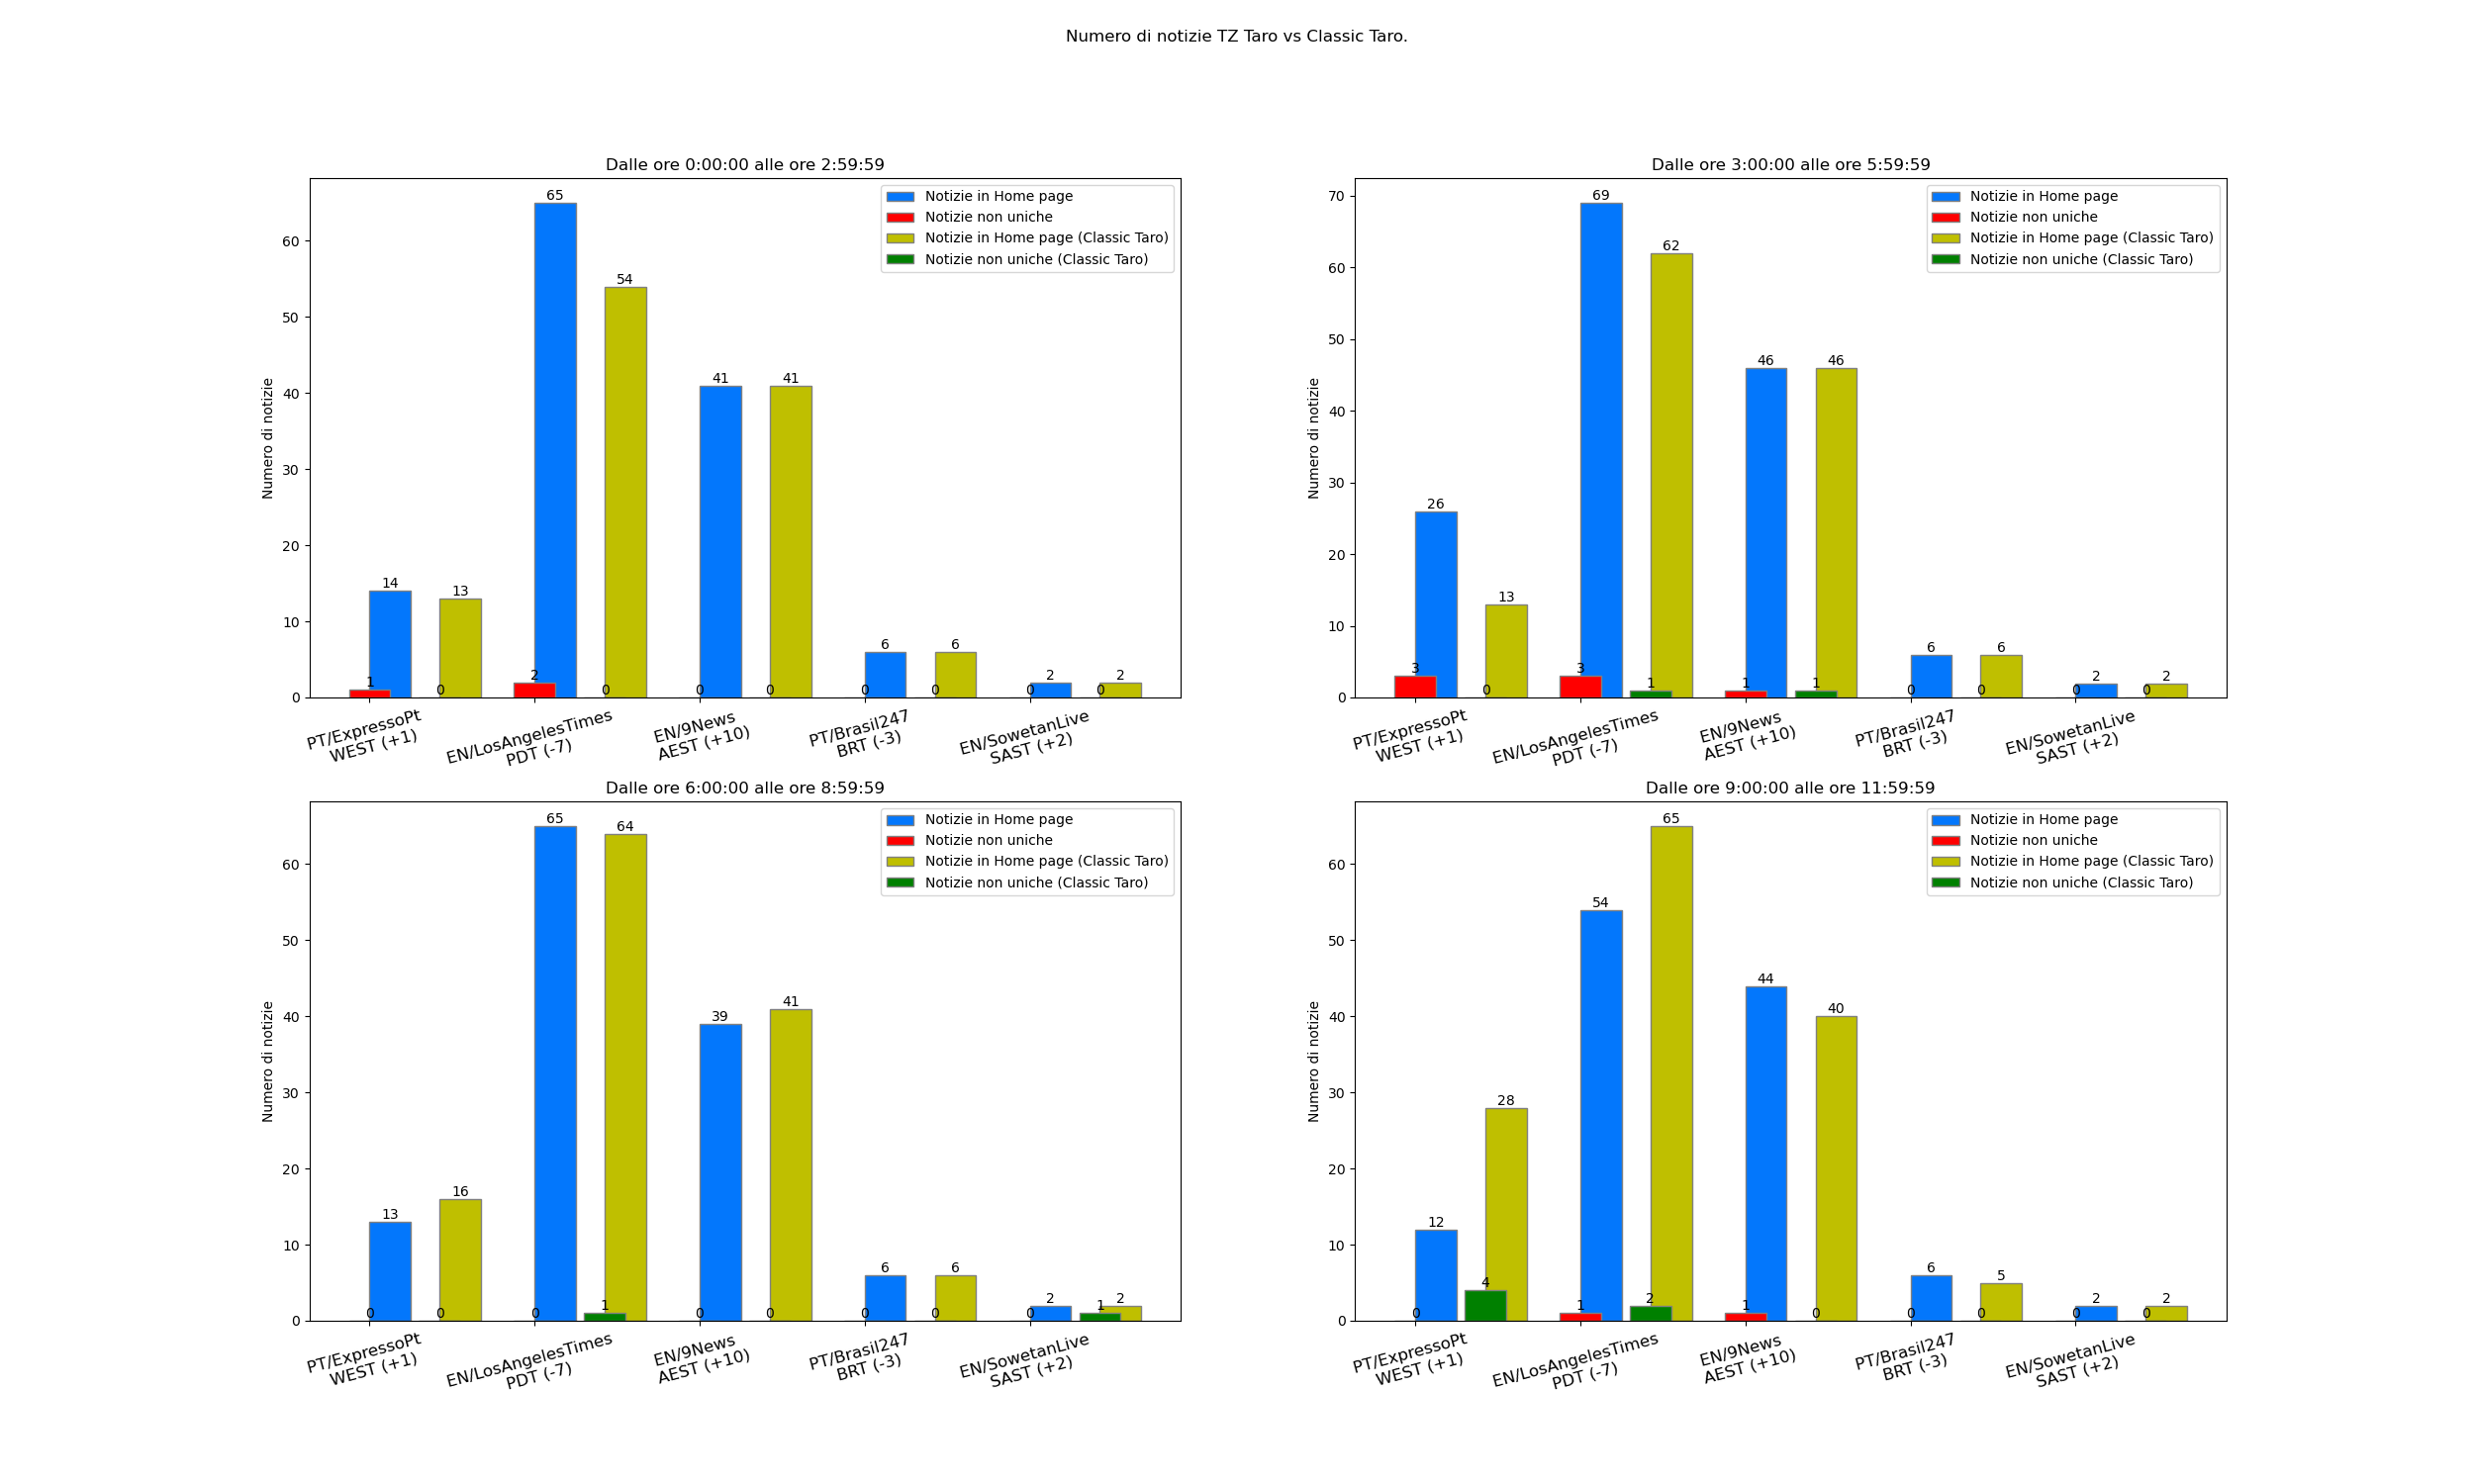 Numero di notizie TZ Taro vs Classic Taro.
Dalle ore 0:00:00 alle ore 2:59:59
Numero di notizie
60
50
40
30
20
10
0
Notizie in Home page
Notizie non uniche
Notizie in Home page (Classic Taro)
Notizie non uniche (Classic Taro)
65
54
41 41
14 13
6 6
2 2
1 0 2 0 0 0 0 0 0 0
PT/ExpressoPt
WEST (+1)
EN/LosAngelesTimes
PDT (-7)
EN/9News
AEST (+10)
PT/Brasil247
BRT (-3)
EN/SowetanLive
SAST (+2)
Dalle ore 3:00:00 alle ore 5:59:59
Numero di notizie
70
60
50
40
30
20
10
0
Notizie in Home page
Notizie non uniche
Notizie in Home page (Classic Taro)
Notizie non uniche (Classic Taro)
69
62
46 46
26
13
6 6
2 2
3 0 3 1 1 1 0 0 0 0
PT/ExpressoPt
WEST (+1)
EN/LosAngelesTimes
PDT (-7)
EN/9News
AEST (+10)
PT/Brasil247
BRT (-3)
EN/SowetanLive
SAST (+2)
Dalle ore 6:00:00 alle ore 8:59:59
Numero di notizie
60
50
40
30
20
10
0
Notizie in Home page
Notizie non uniche
Notizie in Home page (Classic Taro)
Notizie non uniche (Classic Taro)
65 64
39 41
13 16
6 6
2 2
0 0 0 1 0 0 0 0 0 1
PT/ExpressoPt
WEST (+1)
EN/LosAngelesTimes
PDT (-7)
EN/9News
AEST (+10)
PT/Brasil247
BRT (-3)
EN/SowetanLive
SAST (+2)
Dalle ore 9:00:00 alle ore 11:59:59
Numero di notizie
60
50
40
30
20
10
0
Notizie in Home page
Notizie non uniche
Notizie in Home page (Classic Taro)
Notizie non uniche (Classic Taro)
65
54
44 40
12 28
6 5
2 2
0 4 1 2 1 0 0 0 0 0
PT/ExpressoPt
WEST (+1)
EN/LosAngelesTimes
PDT (-7)
EN/9News
AEST (+10)
PT/Brasil247
BRT (-3)
EN/SowetanLive
SAST (+2)